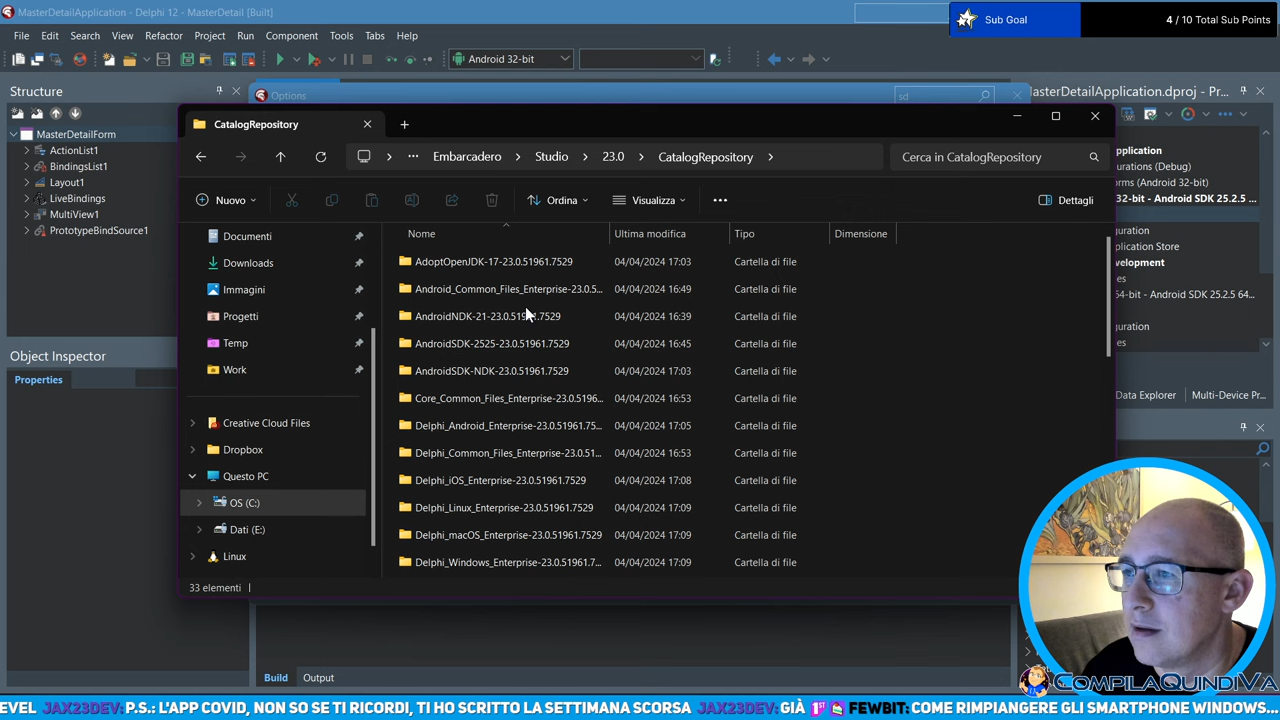 MasterDetailApplication - Delphi 12 - MasterDetail [Built]
Sub Goal
4 / 10 Total Sub Points
File Edit Search View Refactor Project Run Component Tools Tabs Help
Android 32-bit
Structure
MasterDetailForm
ActionList1
BindingsList1
Layout1
LiveBindings
MultiView1
PrototypeBindSource1
Object Inspector
Properties
Options
sd
CatalogRepository
Embarcadero > Studio > 23.0 > CatalogRepository >
Cerca in CatalogRepository
Nuovo
Ordina
Visualizza
Dettagli
Documenti
Downloads
Immagini
Progetti
Temp
Work
Creative Cloud Files
Dropbox
Questo PC
OS (C:)
Dati (E:)
Linux
Nome Ultima modifica Tipo Dimensione
AdoptOpenJDK-17-23.0.51961.7529 04/04/2024 17:03 Cartella di file
Android_Common_Files_Enterprise-23.0.5... 04/04/2024 16:49 Cartella di file
AndroidNDK-21-23.0.51961.7529 04/04/2024 16:39 Cartella di file
AndroidSDK-2525-23.0.51961.7529 04/04/2024 16:45 Cartella di file
AndroidSDK-NDK-23.0.51961.7529 04/04/2024 17:03 Cartella di file
Core_Common_Files_Enterprise-23.0.5196... 04/04/2024 16:53 Cartella di file
Delphi_Android_Enterprise-23.0.51961.75... 04/04/2024 17:05 Cartella di file
Delphi_Common_Files_Enterprise-23.0.51... 04/04/2024 16:53 Cartella di file
Delphi_iOS_Enterprise-23.0.51961.7529 04/04/2024 17:08 Cartella di file
Delphi_Linux_Enterprise-23.0.51961.7529 04/04/2024 17:09 Cartella di file
Delphi_macOS_Enterprise-23.0.51961.7529 04/04/2024 17:09 Cartella di file
Delphi_Windows_Enterprise-23.0.51961.7... 04/04/2024 17:09 Cartella di file
33 elementi
asterDetailApplication.dproj - Pr...
plication
urations (Debug)
rms (Android 32-bit)
32-bit - Android SDK 25.2.5 ...
guration
plication Store
velopment
es
64-bit - Android SDK 25.2.5 64...
uration
es
Data Explorer
Multi-Device Pr...
Build
Output
COMPILAQUINDIVA
EVEL JAX23DEV: P.S.: L'APP COVID, NON SO SE TI RICORDI, TI HO SCRITTO LA SETTIMANA SCORSA JAX23DEV: GIÀ 1ST FEWBIT: COME RIMPIANGERE GLI SMARTPHONE WINDOWS...